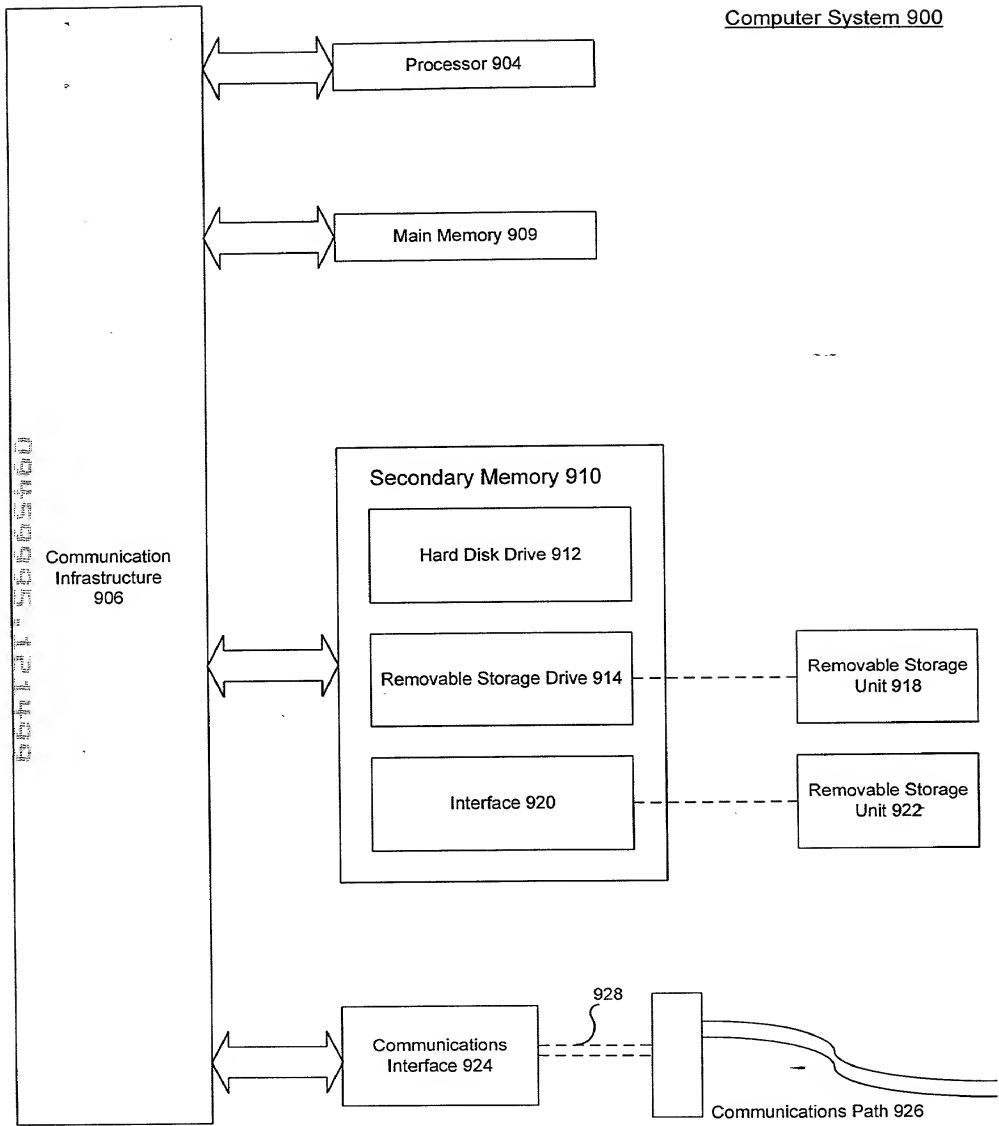 Computer System 900
Processor 904
Main Memory 909
Secondary Memory 910
Hard Disk Drive 912
Communication
Infrastructure
906
Removable Storage Drive 914
Removable Storage
Unit 918
Interface 920
Removable Storage
Unit 922
928
Communications
Interface 924
Communications Path 926